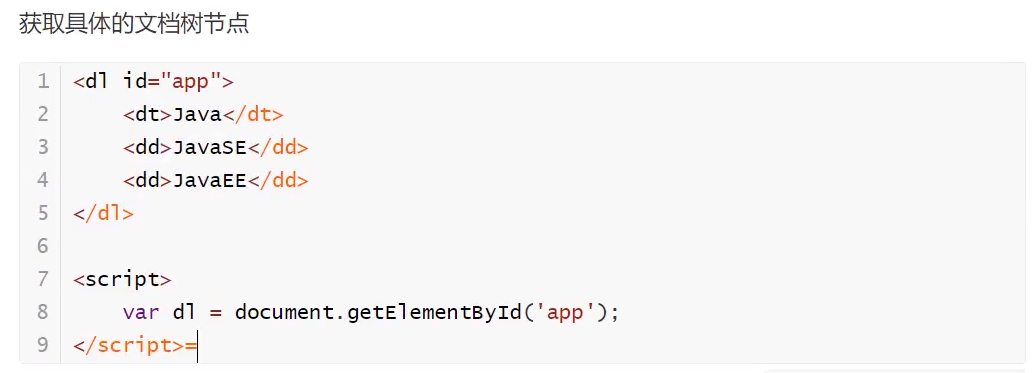 获取具体的文档树节点
1 <dl id="app">
2     <dt>Java</dt>
3     <dd>JavaSE</dd>
4     <dd>JavaEE</dd>
5 </dl>
6
7 <script>
8     var dl = document.getElementById('app');
9 </script>=